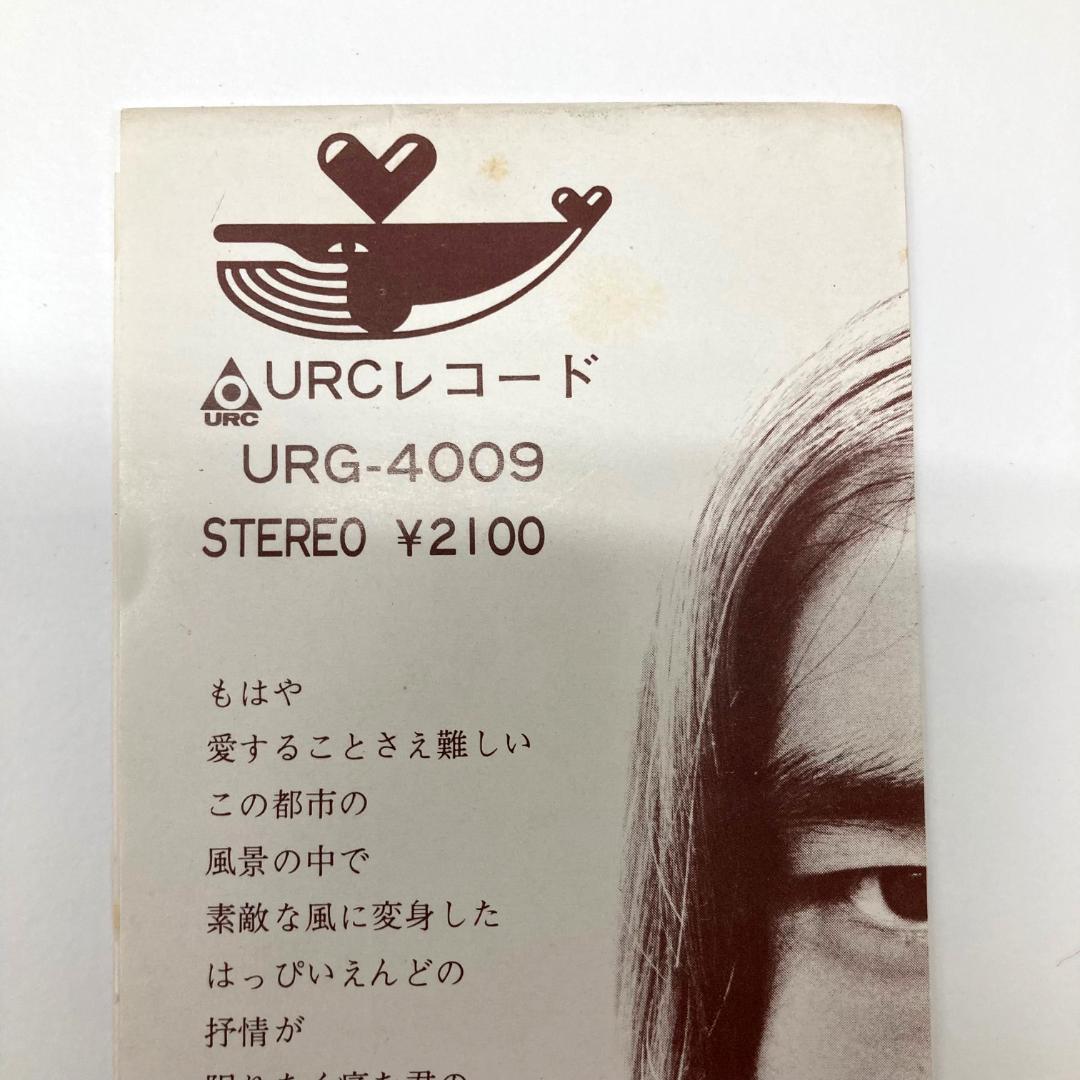 URCレコード
URC
URG-4009
STEREO ¥2100
もはや
愛することさえ難しい
この都市の
風景の中で
素敵な風に変身した
はっぴいえんどの
抒情が